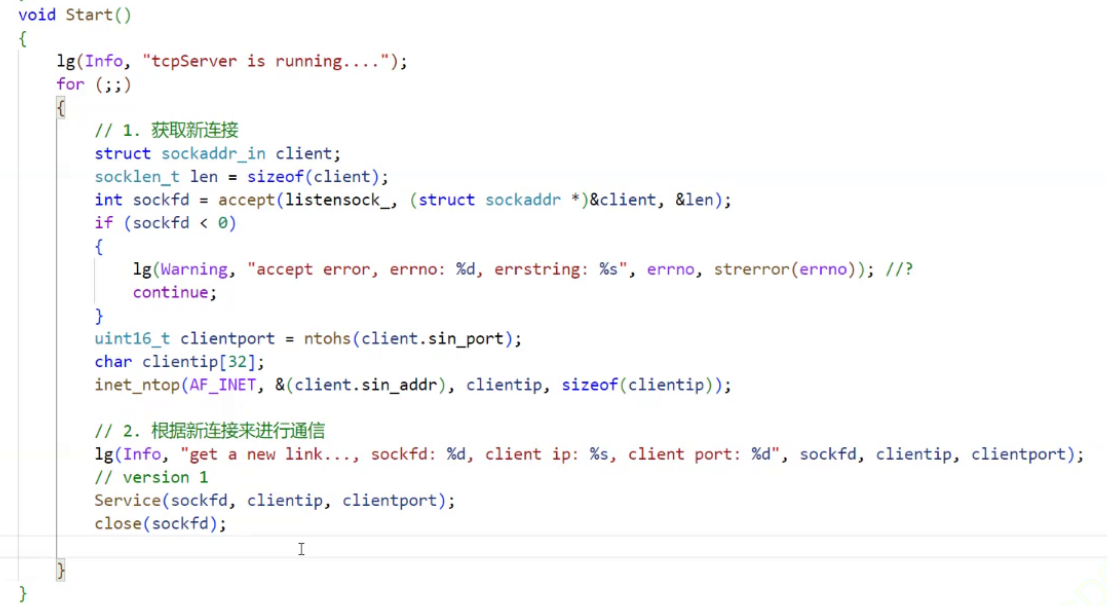 void Start()
{
lg(Info, "tcpServer is running....");
for (;;)
{
// 1. 获取新连接
struct sockaddr_in client;
socklen_t len = sizeof(client);
int sockfd = accept(listensock_, (struct sockaddr *)&client, &len);
if (sockfd < 0)
{
lg(Warning, "accept error, errno: %d, errstring: %s", errno, strerror(errno)); //?
continue;
}
uint16_t clientport = ntohs(client.sin_port);
char clientip[32];
inet_ntop(AF_INET, &(client.sin_addr), clientip, sizeof(clientip));
// 2. 根据新连接来进行通信
lg(Info, "get a new link..., sockfd: %d, client ip: %s, client port: %d", sockfd, clientip, clientport);
// version 1
Service(sockfd, clientip, clientport);
close(sockfd);
}
}